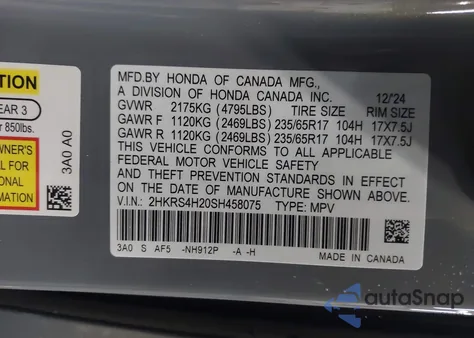 TION
EAR 3
r 850lbs.
WNER'S
L FOR
ONAL
MATION
3A0 A0
MFD.BY HONDA OF CANADA MFG.,
A DIVISION OF HONDA CANADA INC. 12/24
GVWR 2175KG (4795LBS) TIRE SIZE RIM SIZE
GAWR F 1120KG (2469LBS) 235/65R17 104H 17X7.5J
GAWR R 1120KG (2469LBS) 235/65R17 104H 17X7.5J
THIS VEHICLE CONFORMS TO ALL APPLICABLE
FEDERAL MOTOR VEHICLE SAFETY
AND THEFT PREVENTION STANDARDS IN EFFECT
ON THE DATE OF MANUFACTURE SHOWN ABOVE.
V.I.N.: 2HKRS4H20SH458075 TYPE: MPV
3A0 S AF5 -NH912P -A -H
MADE IN CANADA
autoSnap